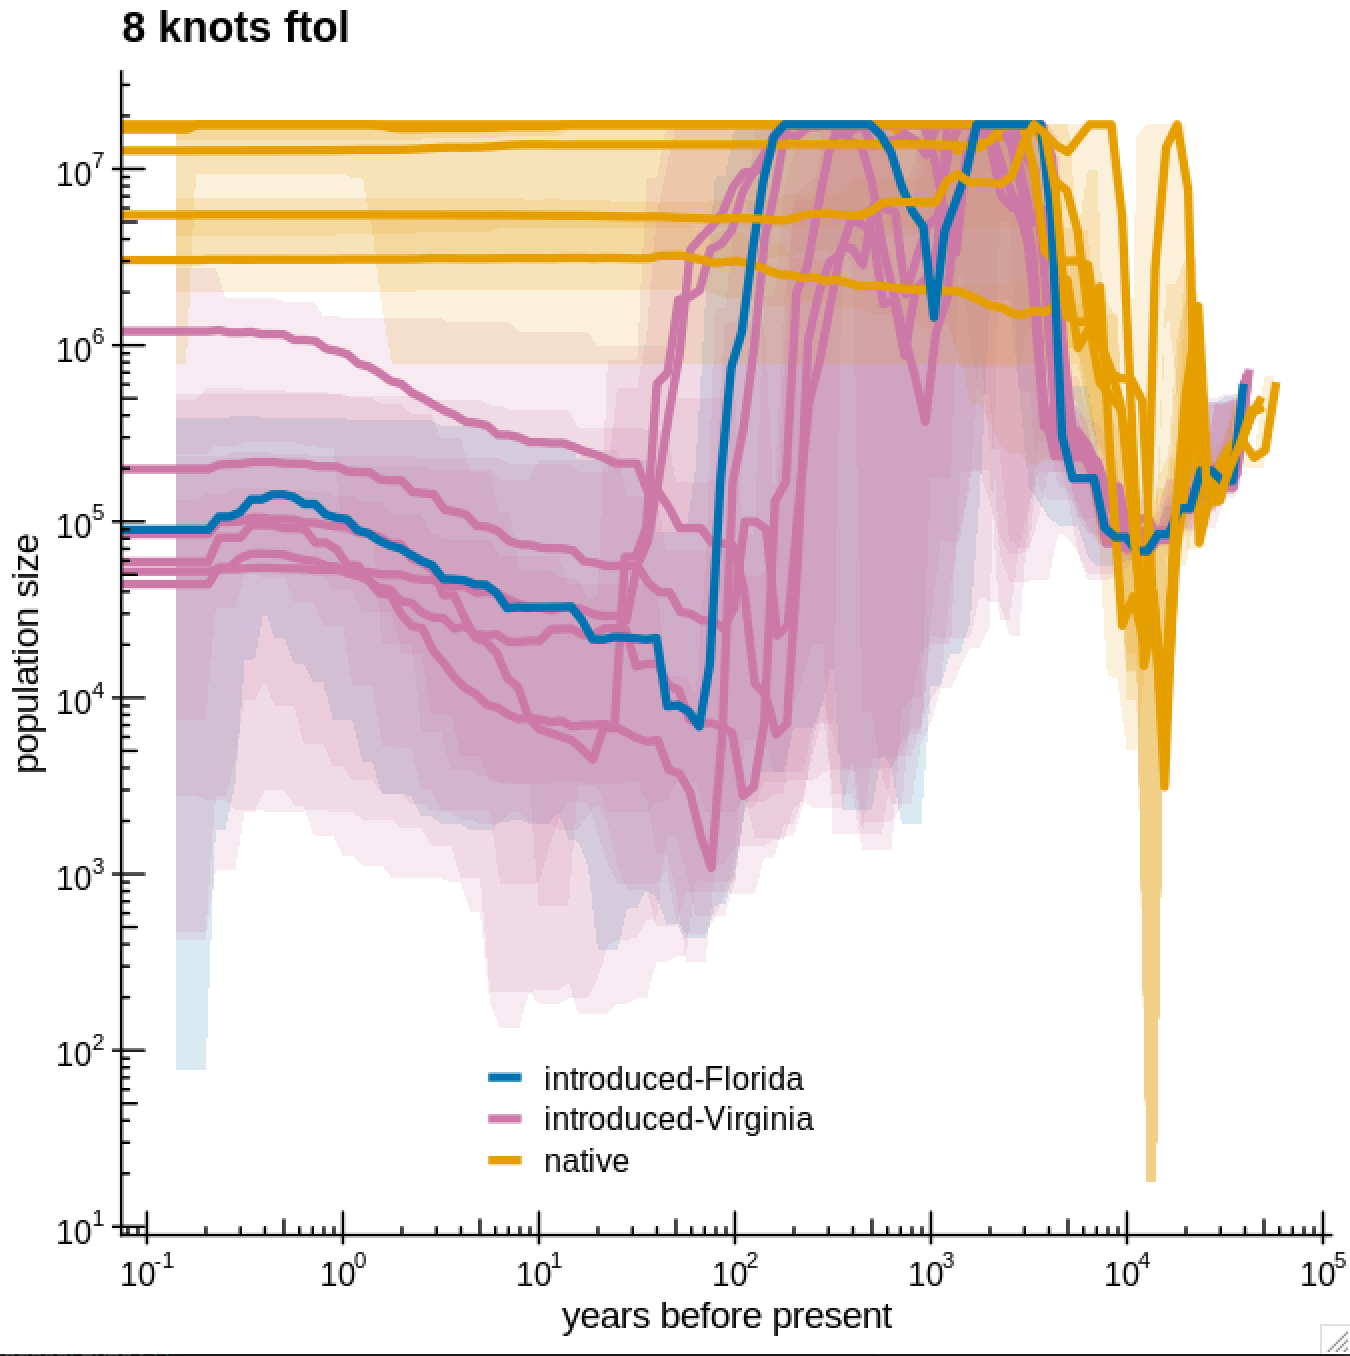 8 knots ftol
10^7
10^6
10^5
10^4
10^3
10^2
10^1
population size
introduced-Florida
introduced-Virginia
native
10^-1 10^0 10^1 10^2 10^3 10^4 10^5
years before present